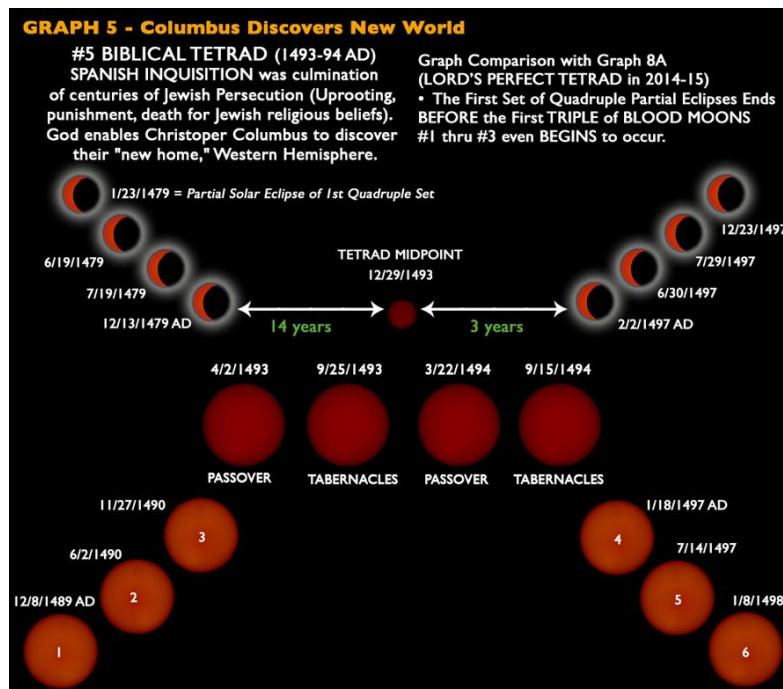 GRAPH 5 - Columbus Discovers New World
#5 BIBLICAL TETRAD (1493-94 AD)
SPANISH INQUISITION was culmination
of centuries of Jewish Persecution (Uprooting,
punishment, death for Jewish religious beliefs).
God enables Christoper Columbus to discover
their "new home," Western Hemisphere.
Graph Comparison with Graph 8A
(LORD'S PERFECT TETRAD in 2014-15)
• The First Set of Quadruple Partial Eclipses Ends
BEFORE the First TRIPLE of BLOOD MOONS
#1 thru #3 even BEGINS to occur.
1/23/1479 = Partial Solar Eclipse of 1st Quadruple Set
6/19/1479
7/19/1479
12/13/1479 AD
14 years
TETRAD MIDPOINT
12/29/1493
3 years
12/23/1497
7/29/1497
6/30/1497
2/2/1497 AD
4/2/1493
9/25/1493
3/22/1494
9/15/1494
PASSOVER
TABERNACLES
PASSOVER
TABERNACLES
11/27/1490
3
6/2/1490
2
12/8/1489 AD
1
1/18/1497 AD
4
7/14/1497
5
1/8/1498
6